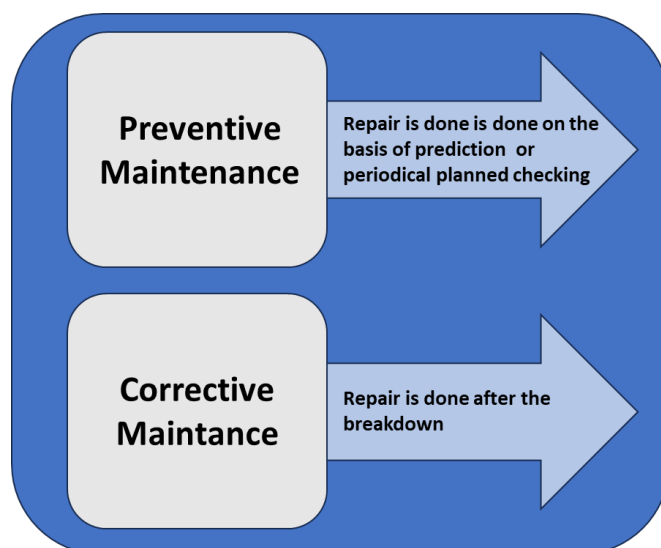 Preventive
Maintenance
Repair is done is done on the
basis of prediction or
periodical planned checking
Corrective
Maintance
Repair is done after the
breakdown